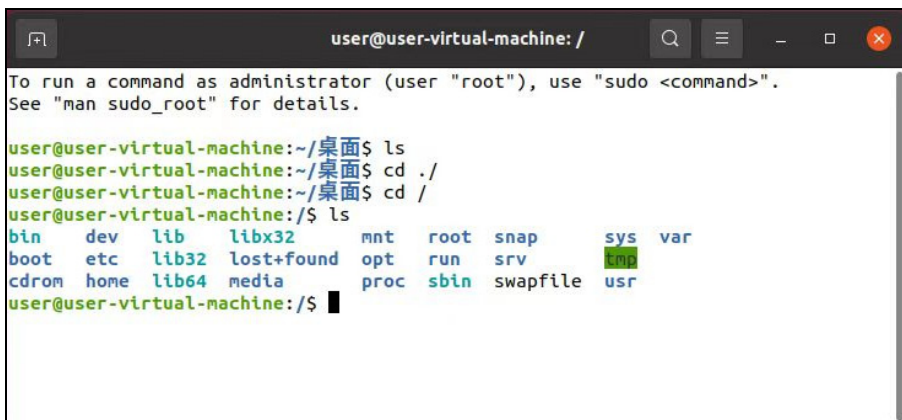 user@user-virtual-machine: /
To run a command as administrator (user "root"), use "sudo <command>".
See "man sudo_root" for details.
user@user-virtual-machine:~/桌面$ ls
user@user-virtual-machine:~/桌面$ cd ./
user@user-virtual-machine:~/桌面$ cd /
user@user-virtual-machine:/$ ls
bin dev lib libx32 mnt root snap sys var
boot etc lib32 lost+found opt run srv tmp
cdrom home lib64 media proc sbin swapfile usr
user@user-virtual-machine:/$